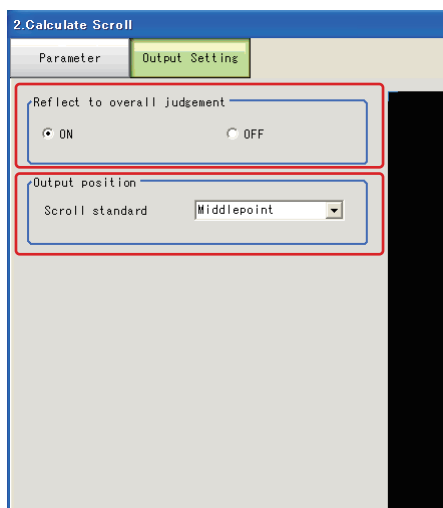 2.Calculate Scroll
Parameter Output Setting
Reflect to overall judgement
ON OFF
Output position
Scroll standard Middlepoint